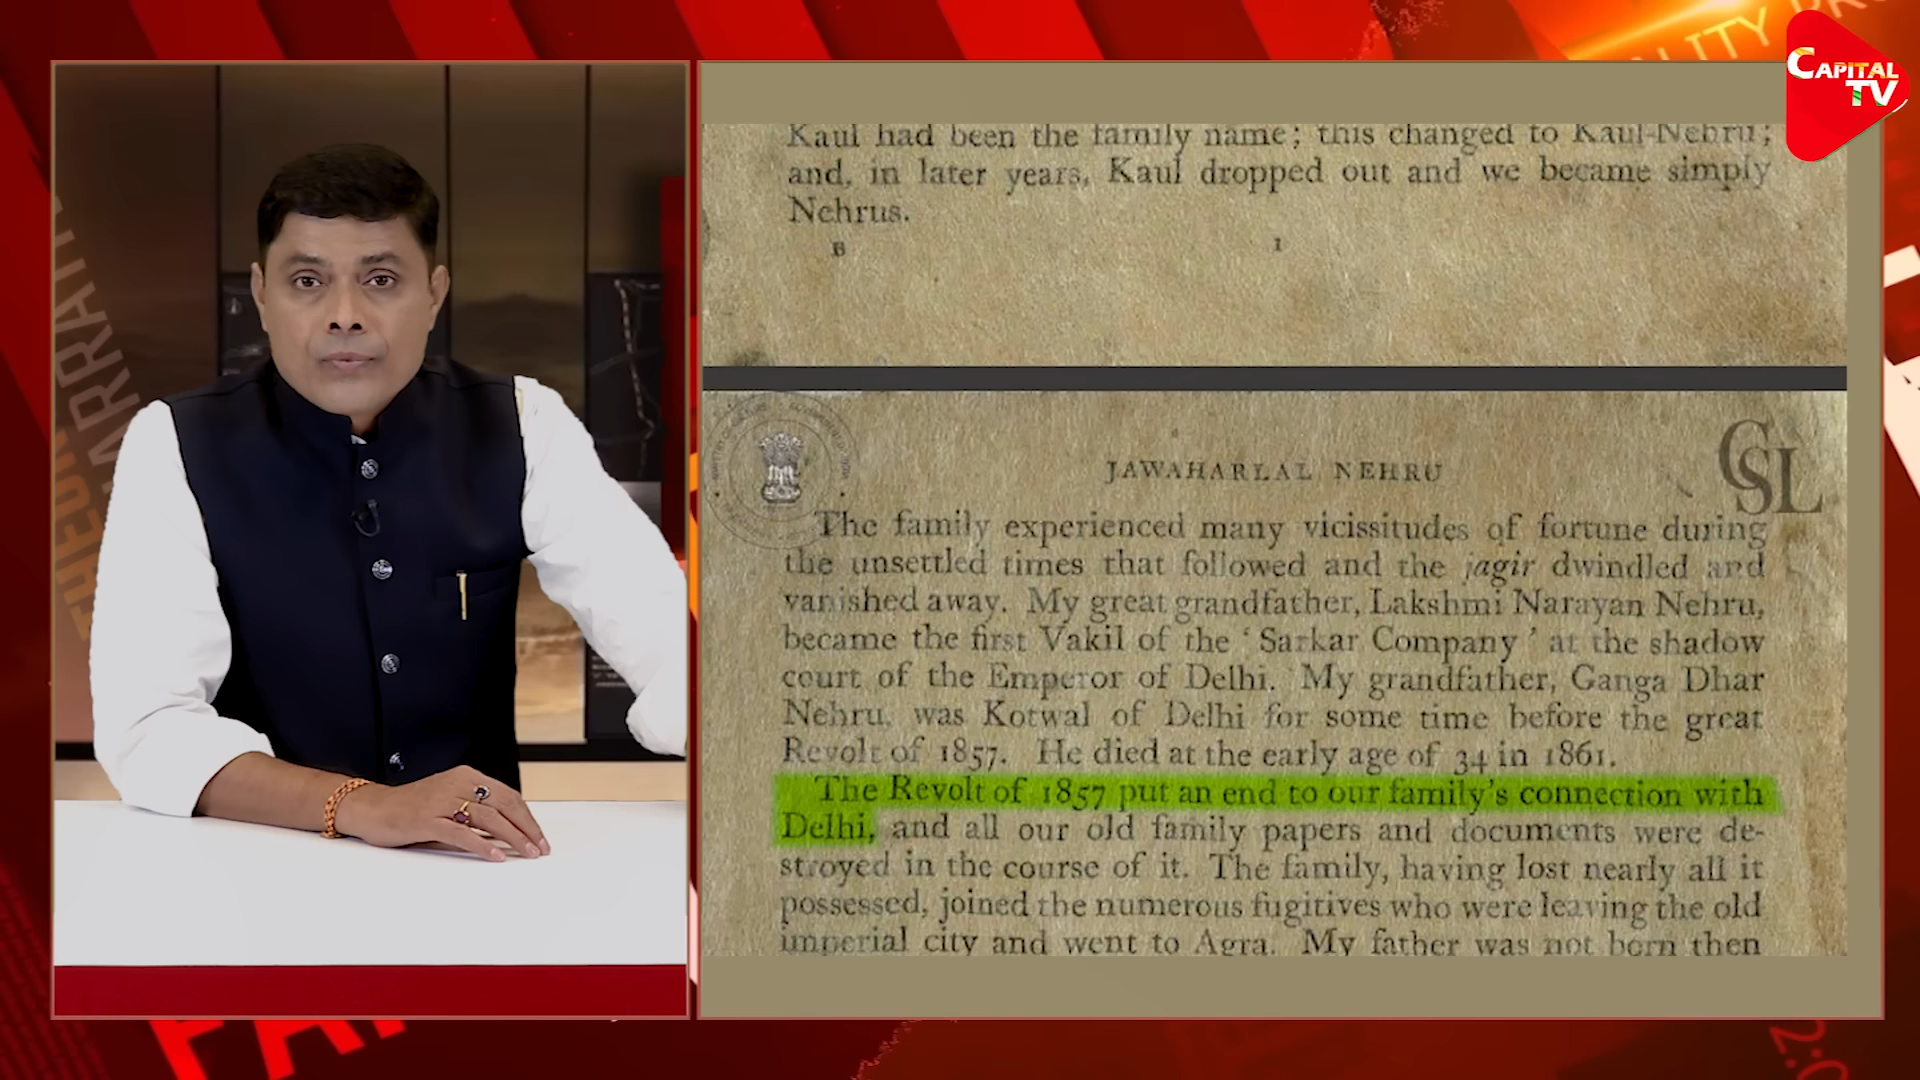 CAPITAL
TV
Kaul had been the family name; this changed to Kaul-Nehru;
and, in later years, Kaul dropped out and we became simply
Nehrus.
B 1
CSL
JAWAHARLAL NEHRU
The family experienced many vicissitudes of fortune during
the unsettled times that followed and the jagir dwindled and
vanished away. My great grandfather, Lakshmi Narayan Nehru,
became the first Vakil of the ‘Sarkar Company’ at the shadow
court of the Emperor of Delhi. My grandfather, Ganga Dhar
Nehru, was Kotwal of Delhi for some time before the great
Revolt of 1857. He died at the early age of 34 in 1861.
The Revolt of 1857 put an end to our family's connection with
Delhi, and all our old family papers and documents were de-
stroyed in the course of it. The family, having lost nearly all it
possessed, joined the numerous fugitives who were leaving the old
imperial city and went to Agra. My father was not born then